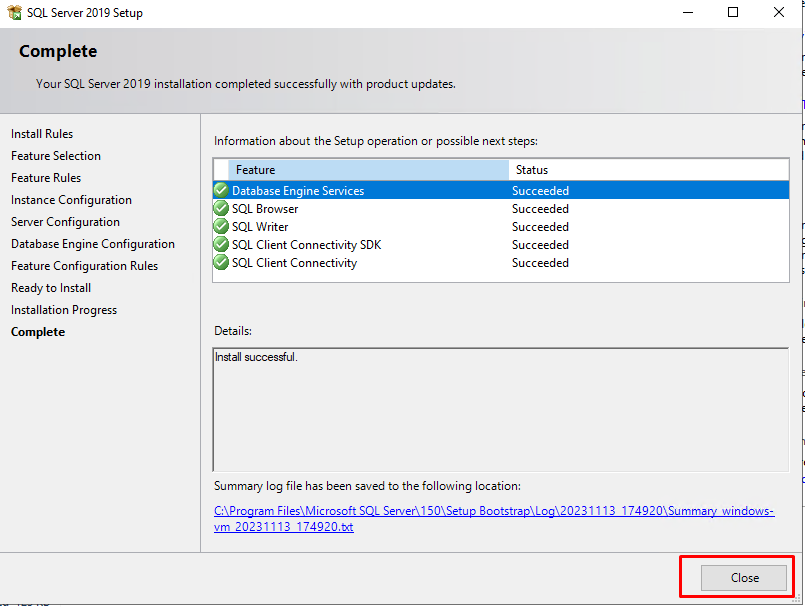 SQL Server 2019 Setup
Complete
Your SQL Server 2019 installation completed successfully with product updates.
Install Rules
Feature Selection
Feature Rules
Instance Configuration
Server Configuration
Database Engine Configuration
Feature Configuration Rules
Ready to Install
Installation Progress
Complete
Information about the Setup operation or possible next steps:
Feature Status
Database Engine Services Succeeded
SQL Browser Succeeded
SQL Writer Succeeded
SQL Client Connectivity SDK Succeeded
SQL Client Connectivity Succeeded
Details:
Install successful.
Summary log file has been saved to the following location:
C:\Program Files\Microsoft SQL Server\150\Setup Bootstrap\Log\20231113_174920\Summary_windows-
vm_20231113_174920.txt
Close